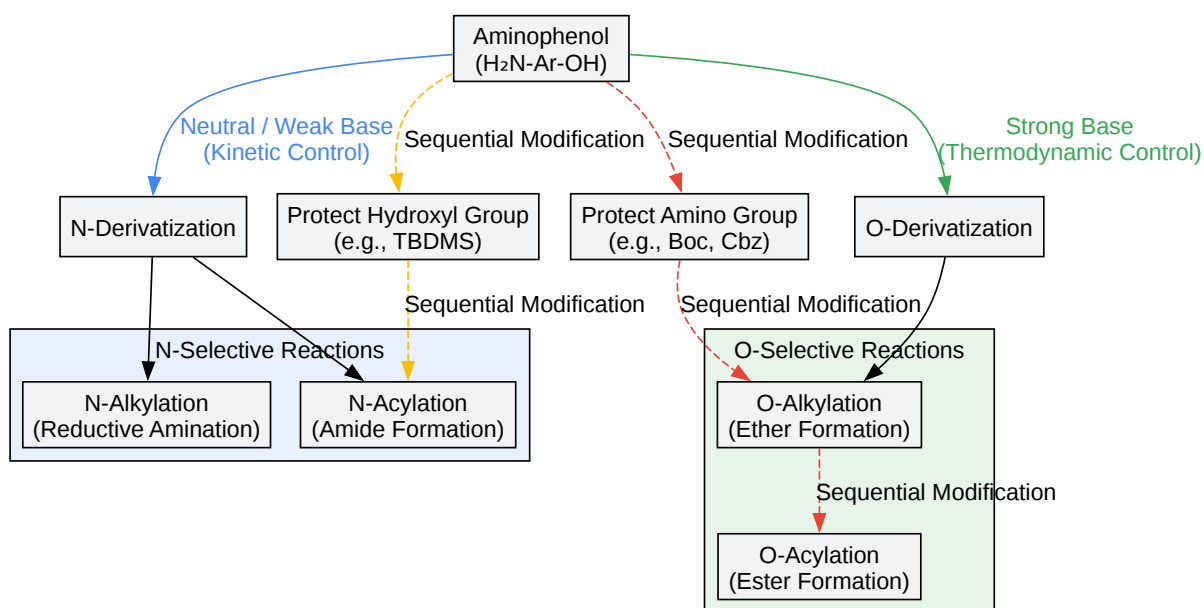 Aminophenol
(H₂N-Ar-OH)
Neutral / Weak Base
(Kinetic Control)
Sequential Modification
Sequential Modification
Strong Base
(Thermodynamic Control)
N-Derivatization
Protect Hydroxyl Group
(e.g., TBDMS)
Protect Amino Group
(e.g., Boc, Cbz)
O-Derivatization
Sequential Modification
Sequential Modification
N-Selective Reactions
O-Selective Reactions
N-Alkylation
(Reductive Amination)
N-Acylation
(Amide Formation)
O-Alkylation
(Ether Formation)
Sequential Modification
O-Acylation
(Ester Formation)